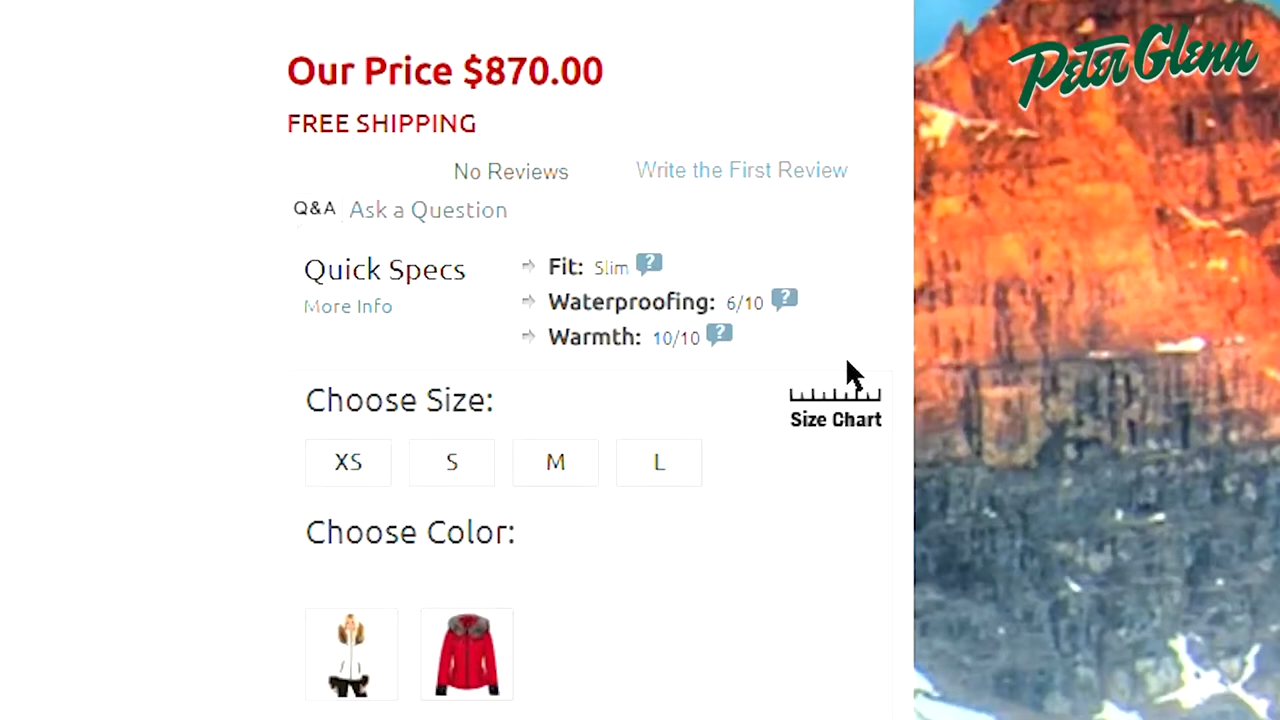 Peter Glenn
Our Price $870.00
FREE SHIPPING
No Reviews Write the First Review
Q&A Ask a Question
Quick Specs
More Info
Fit: Slim ?
Waterproofing: 6/10 ?
Warmth: 10/10 ?
Choose Size:
Size Chart
XS S M L
Choose Color: